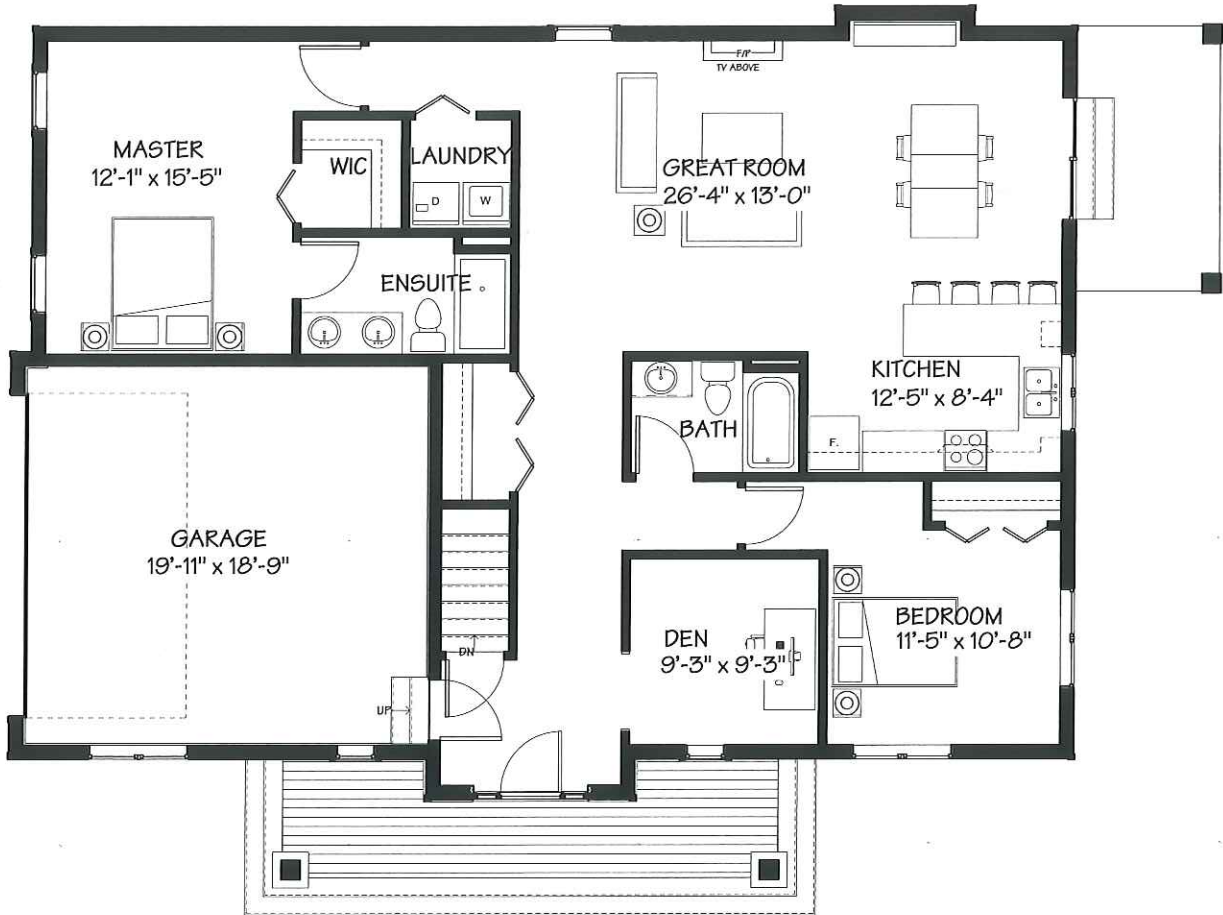 F/P
TV ABOVE
MASTER
12'-1" x 15'-5"
WIC
LAUNDRY
D
W
GREAT ROOM
26'-4" x 13'-0"
ENSUITE
KITCHEN
12'-5" x 8'-4"
BATH
F.
GARAGE
19'-11" x 18'-9"
DEN
9'-3" x 9'-3"
BEDROOM
11'-5" x 10'-8"
DN
UP